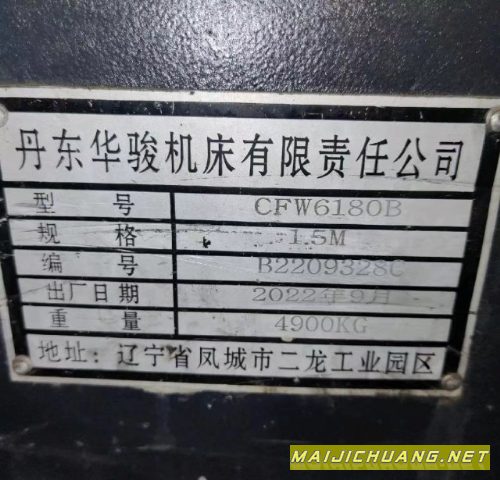 丹东华骏机床有限责任公司
型号 CFW6180B
规格 1.5M
编号 B2209328C
出厂日期 2022年9月
重量 4900KG
地址: 辽宁省凤城市二龙工业园区
MAIJICHUANG.NET